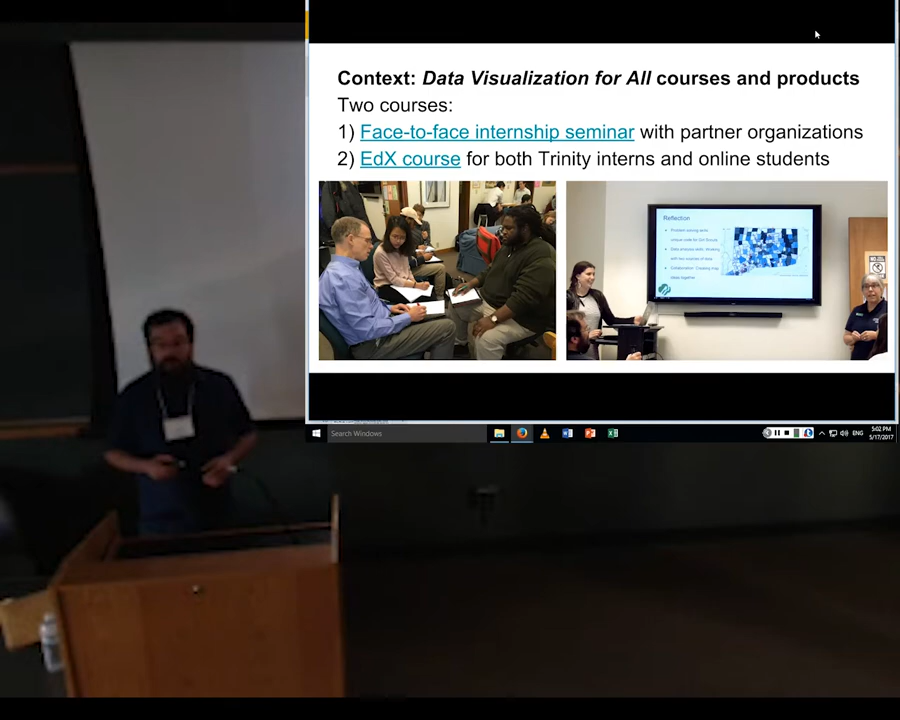 Context: Data Visualization for All courses and products
Two courses:
1) Face-to-face internship seminar with partner organizations
2) EdX course for both Trinity interns and online students
Reflection
Search Windows
ENG
5:02 PM
5/17/2017